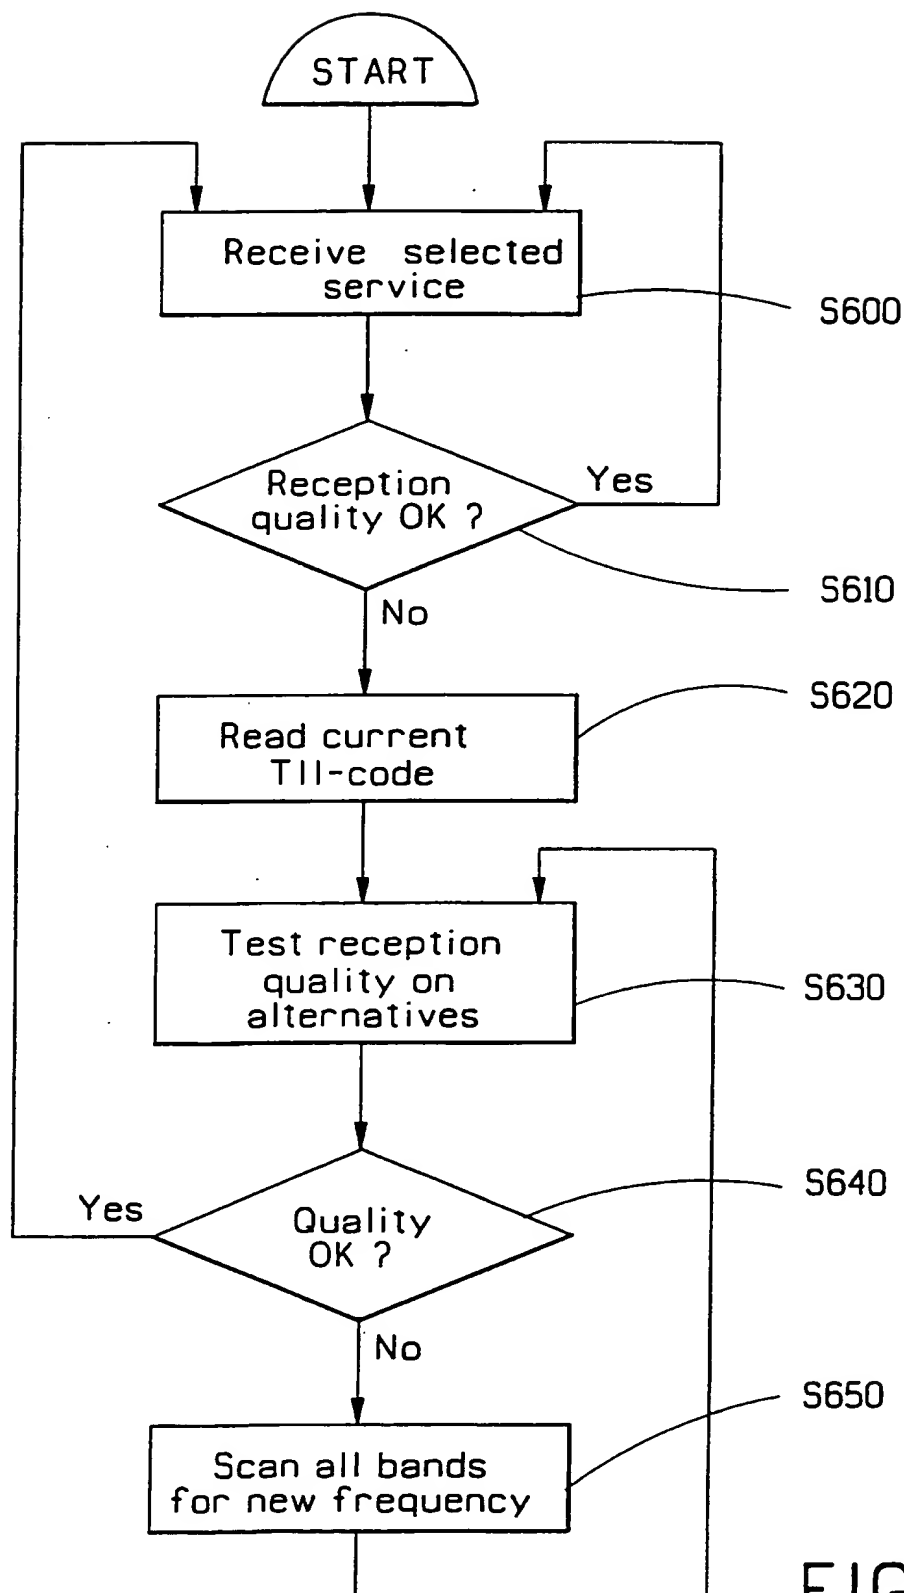 START
Receive selected
service
S600
Reception
quality OK ?
Yes
S610
No
S620
Read current
TII-code
Test reception
quality on
alternatives
S630
S640
Yes
Quality
OK ?
No
S650
Scan all bands
for new frequency